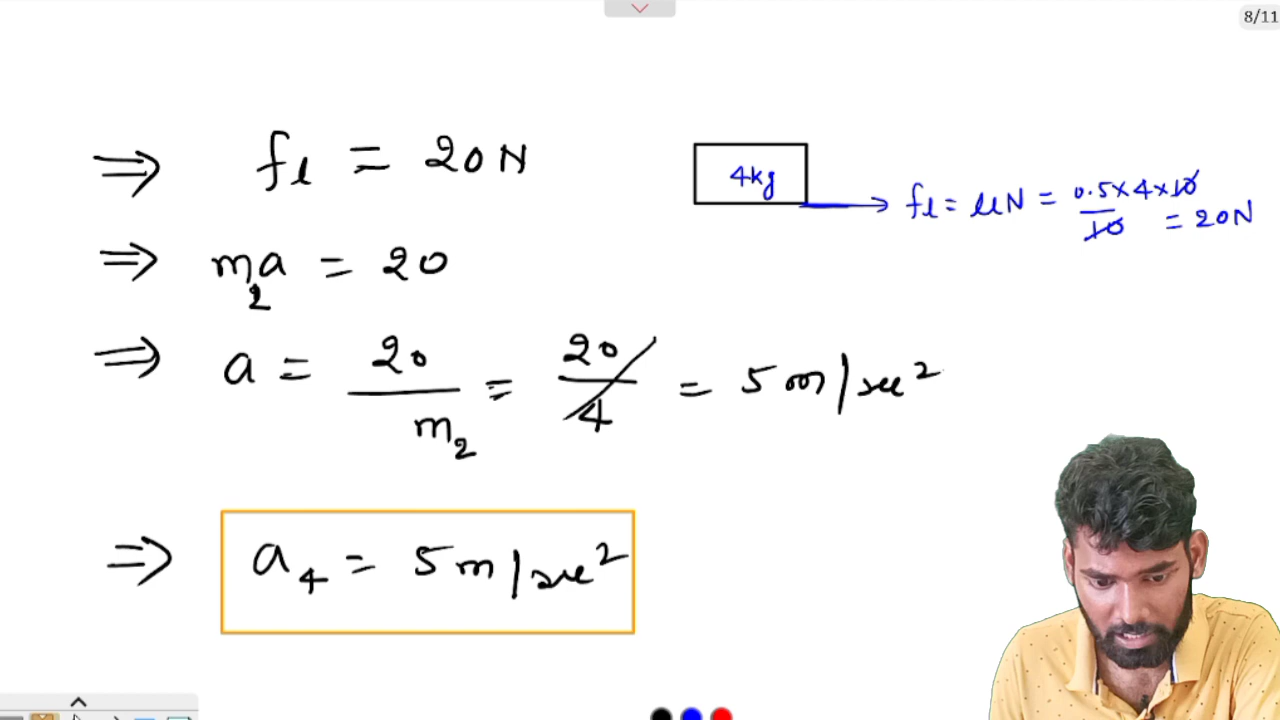 8/11
⇒ fl = 20N
4kg
→ fl = μN = 0.5×4×10
10 = 20N
⇒ m2a = 20
⇒ a = 20/m2 = 20/4 = 5 m/sec²
⇒ a4 = 5 m/sec²